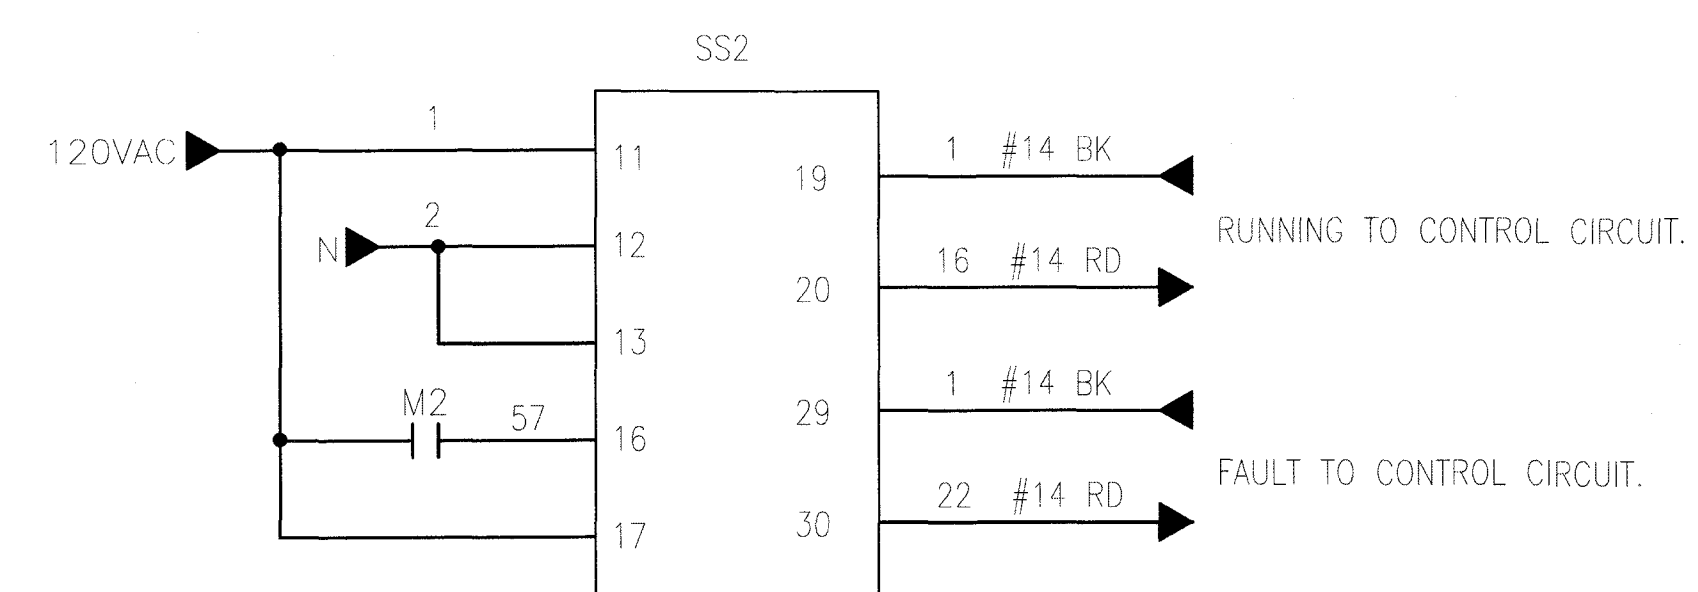 SS2
1
120VAC
11
1 #14 BK
19
2
N
12
RUNNING TO CONTROL CIRCUIT.
16 #14 RD
20
13
1 #14 BK
M2
57
16
29
FAULT TO CONTROL CIRCUIT.
22 #14 RD
17
30